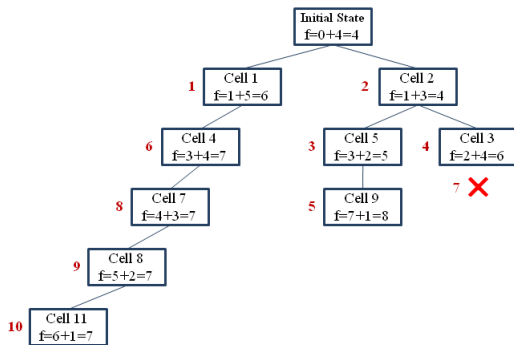 Initial State
f=0+4=4
1
Cell 1
f=1+5=6
2
Cell 2
f=1+3=4
6
Cell 4
f=3+4=7
3
Cell 5
f=3+2=5
4
Cell 3
f=2+4=6
8
Cell 7
f=4+3=7
5
Cell 9
f=7+1=8
7
9
Cell 8
f=5+2=7
10
Cell 11
f=6+1=7